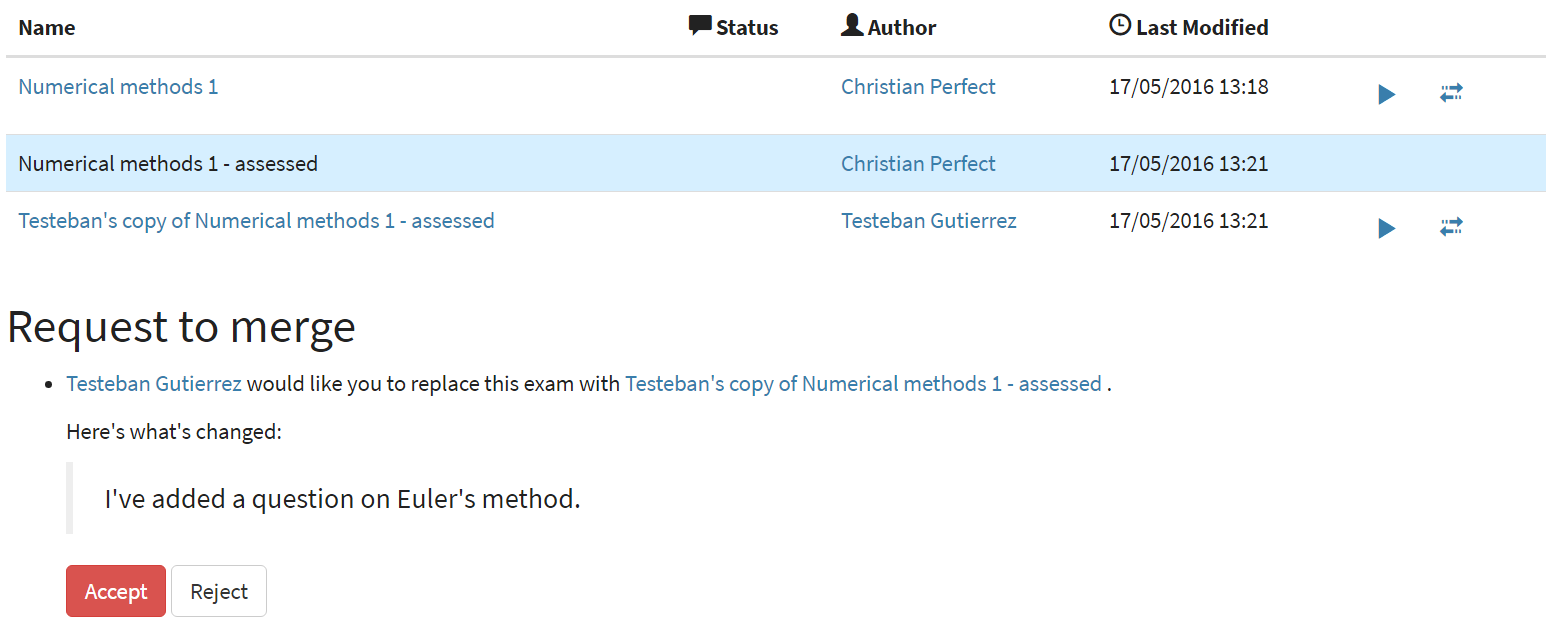 Name Status Author Last Modified
Numerical methods 1 Christian Perfect 17/05/2016 13:18
Numerical methods 1 - assessed Christian Perfect 17/05/2016 13:21
Testeban's copy of Numerical methods 1 - assessed Testeban Gutierrez 17/05/2016 13:21
Request to merge
• Testeban Gutierrez would like you to replace this exam with Testeban's copy of Numerical methods 1 - assessed .
Here's what's changed:
I've added a question on Euler's method.
Accept Reject